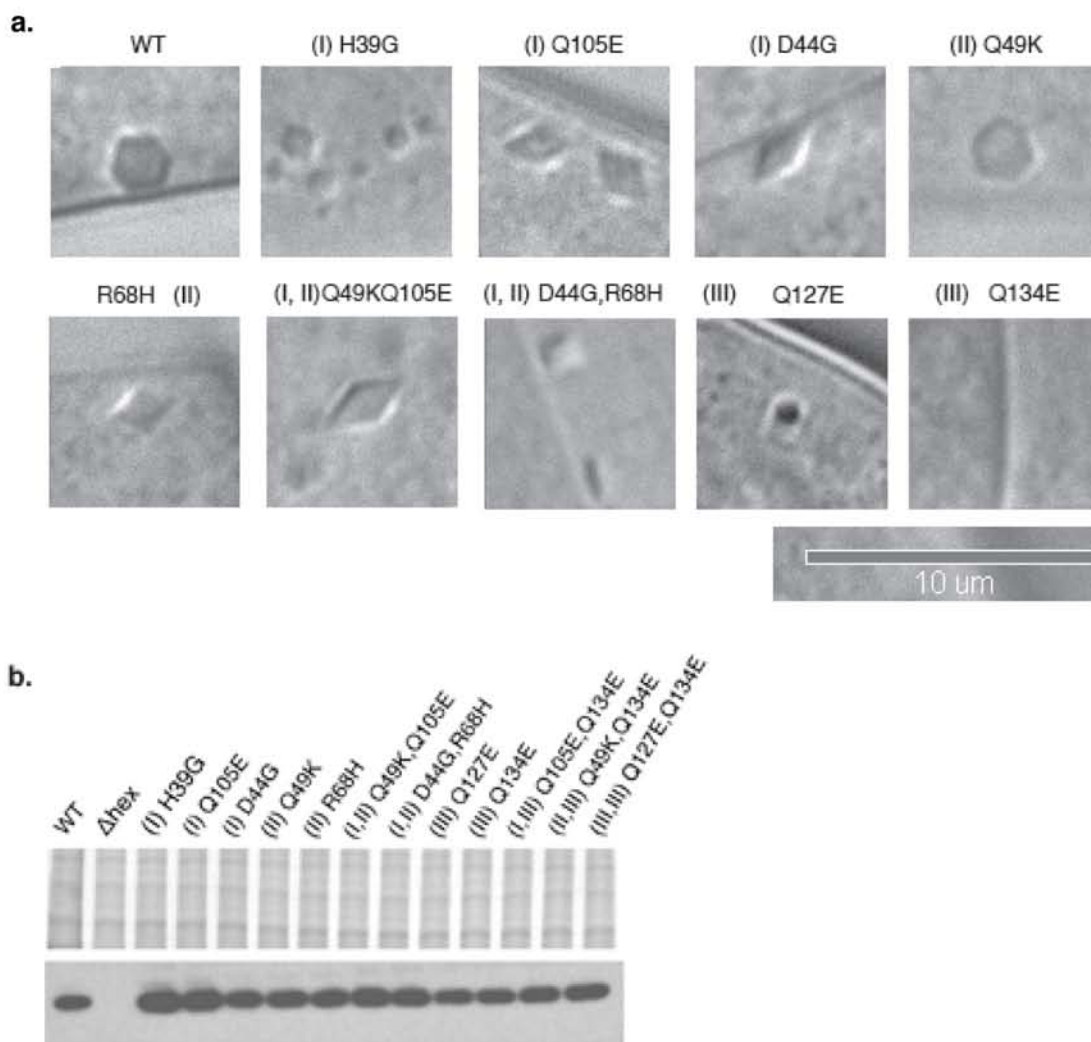 a.
WT (I) H39G (I) Q105E (I) D44G (II) Q49K
R68H (II) (I, II)Q49KQ105E (I, II) D44G,R68H (III) Q127E (III) Q134E
10 um
b.
WT
Δhex
(I) H39G
(I) Q105E
(I) D44G
(II) Q49K
(II) R68H
(I,II) Q49K,Q105E
(I,II) D44G,R68H
(III) Q127E
(III) Q134E
(I,III) Q105E,Q134E
(II,III) Q49K,Q134E
(III,III) Q127E,Q134E